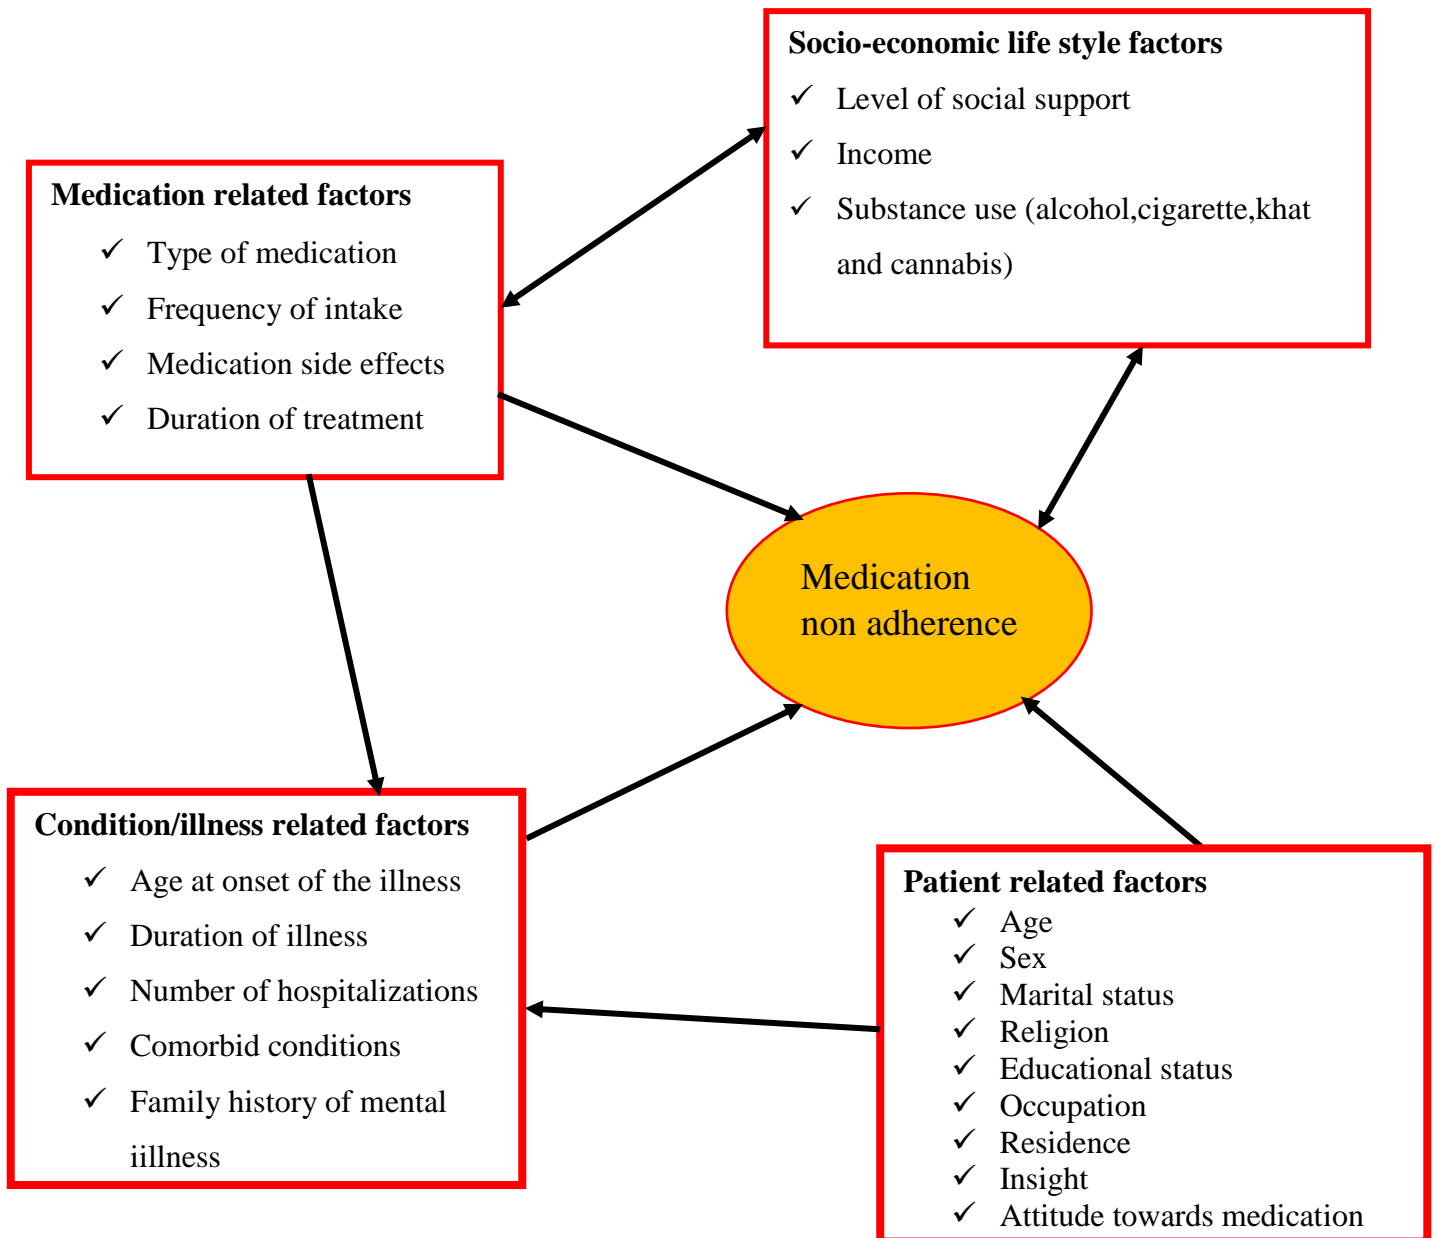 Socio-economic life style factors
✓ Level of social support
✓ Income
✓ Substance use (alcohol,cigarette,khat
and cannabis)
Medication related factors
✓ Type of medication
✓ Frequency of intake
✓ Medication side effects
✓ Duration of treatment
Medication
non adherence
Condition/illness related factors
✓ Age at onset of the illness
✓ Duration of illness
✓ Number of hospitalizations
✓ Comorbid conditions
✓ Family history of mental
iillness
Patient related factors
✓ Age
✓ Sex
✓ Marital status
✓ Religion
✓ Educational status
✓ Occupation
✓ Residence
✓ Insight
✓ Attitude towards medication